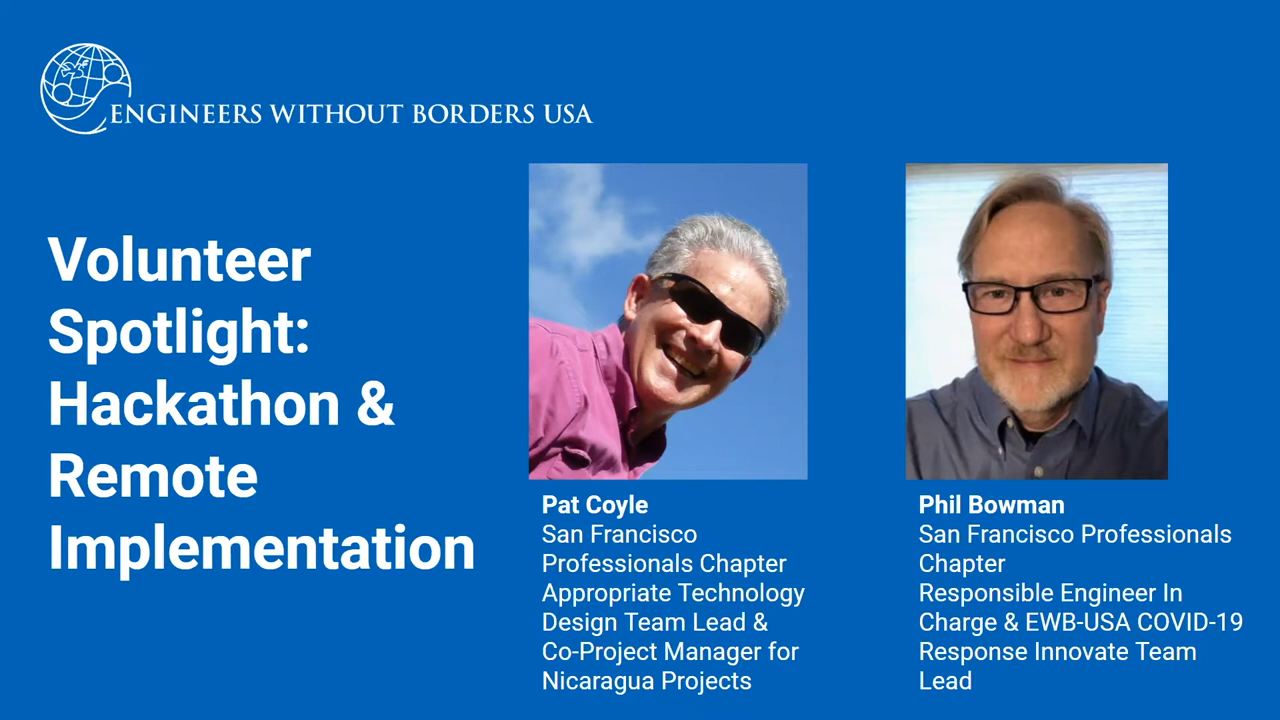 ENGINEERS WITHOUT BORDERS USA
Volunteer
Spotlight:
Hackathon &
Remote
Implementation
Pat Coyle
San Francisco
Professionals Chapter
Appropriate Technology
Design Team Lead &
Co-Project Manager for
Nicaragua Projects
Phil Bowman
San Francisco Professionals
Chapter
Responsible Engineer In
Charge & EWB-USA COVID-19
Response Innovate Team
Lead